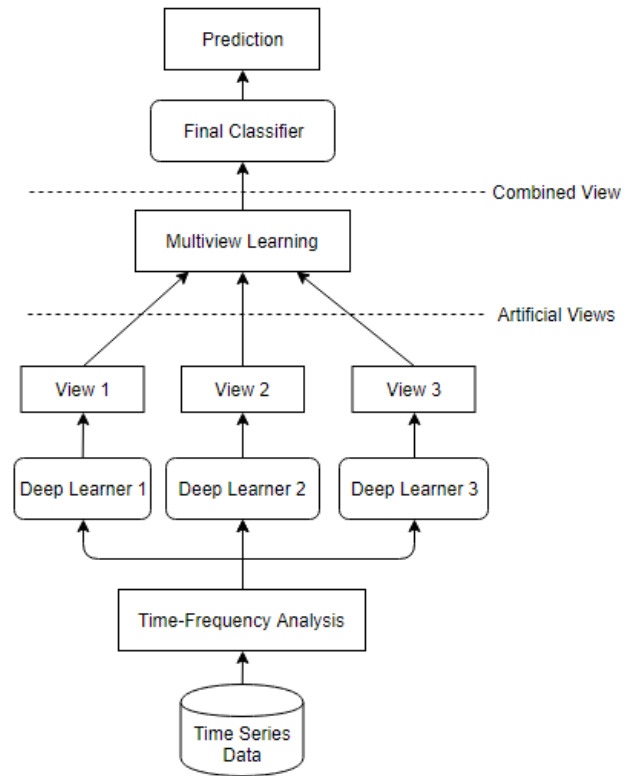 Prediction
Final Classifier
Combined View
Multiview Learning
Artificial Views
View 1
View 2
View 3
Deep Learner 1
Deep Learner 2
Deep Learner 3
Time-Frequency Analysis
Time Series
Data